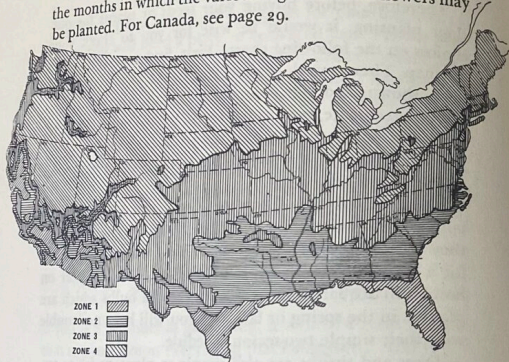 the months in which the
may
be planted. For Canada, see page 29.
ZONE 1
ZONE 2
ZONE 3
ZONE 4